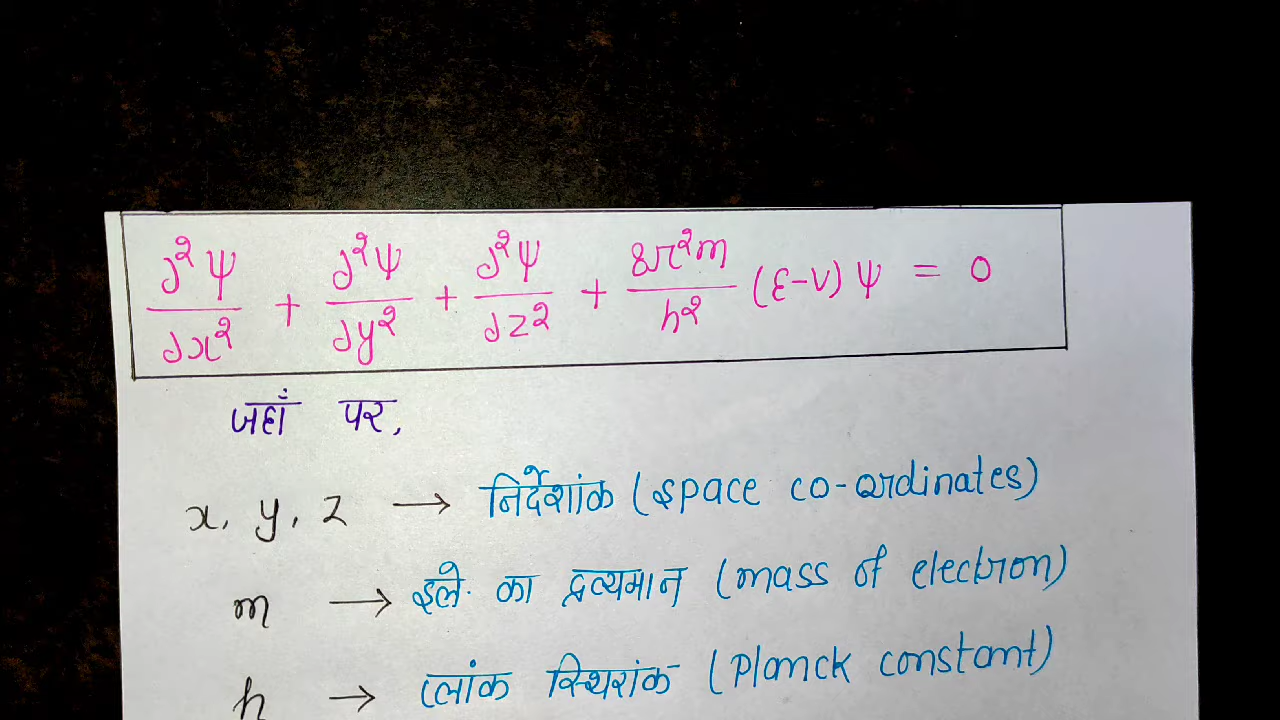 ∂²ψ/∂x² + ∂²ψ/∂y² + ∂²ψ/∂z² + 8π²m/h² (E-V) ψ = 0
जहाँ पर,
x, y, z → निर्देशांक (space co-ordinates)
m → इले. का द्रव्यमान (mass of electron)
h → प्लांक स्थिरांक (Planck constant)